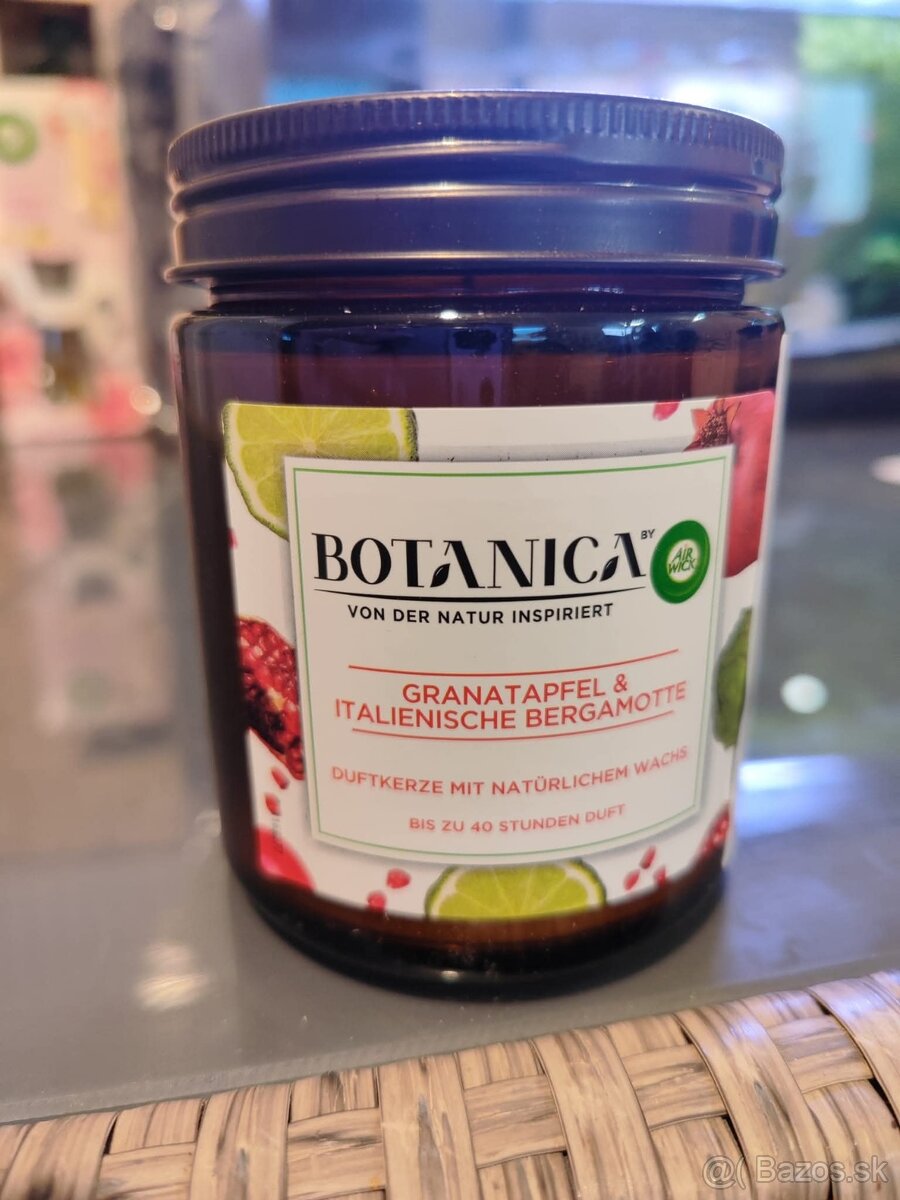 BOTANICA BY
AIR
WICK
VON DER NATUR INSPIRIERT
GRANATAPFEL &
ITALIENISCHE BERGAMOTTE
DUFTKERZE MIT NATÜRLICHEM WACHS
BIS ZU 40 STUNDEN DUFT
@( Bazos.sk